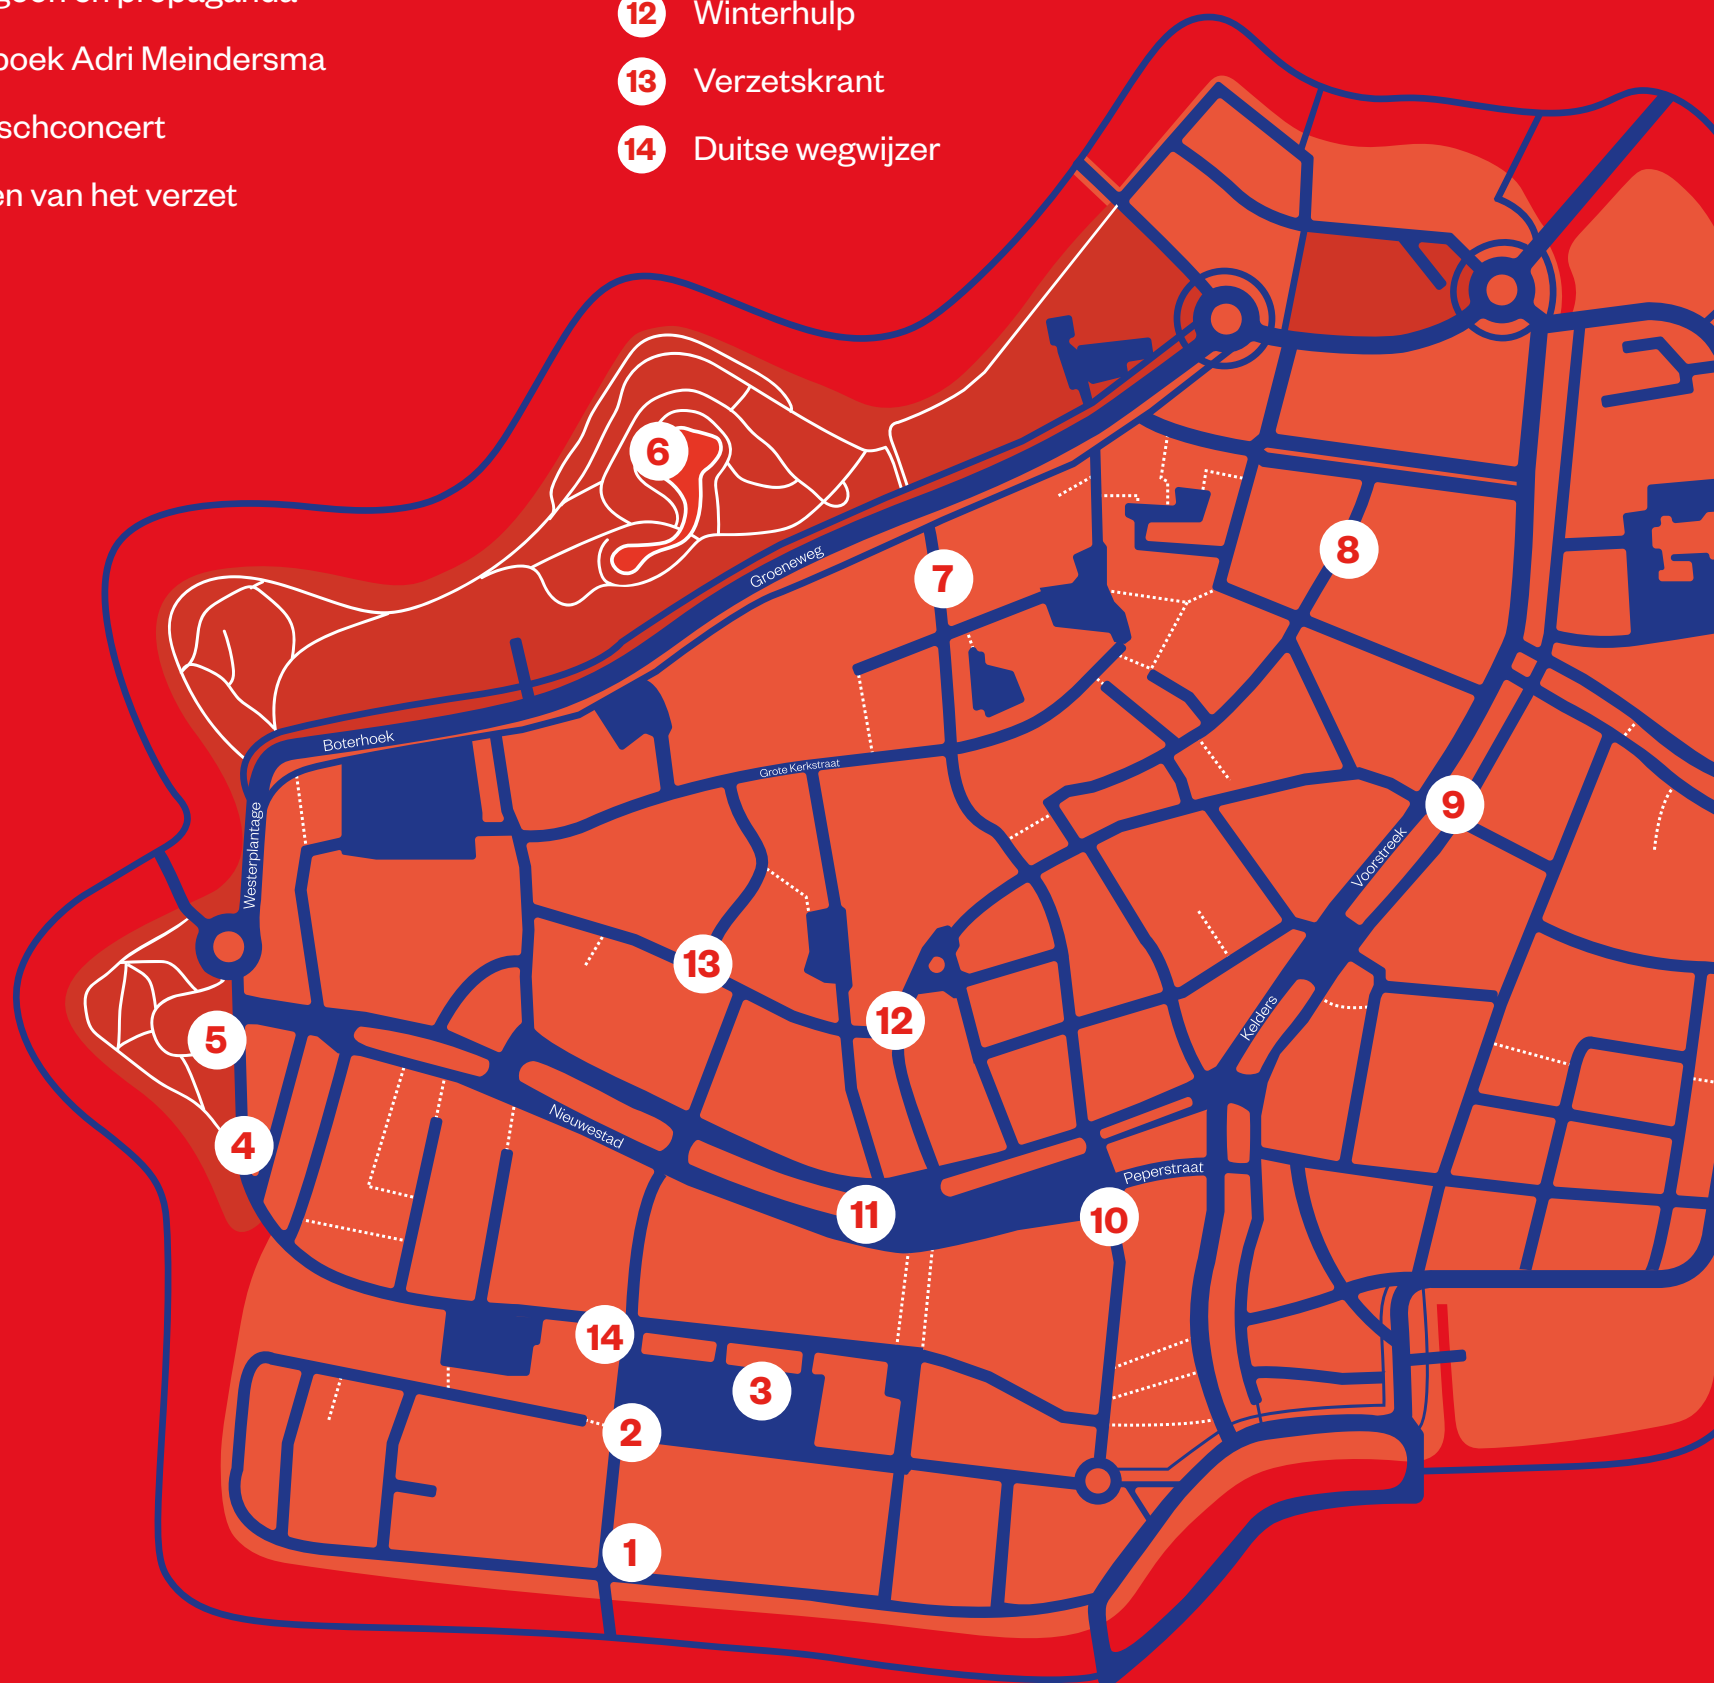 en propaganda
boek Adri Meindersma
schconcert
en van het verzet
12 Winterhulp
13 Verzetskrant
14 Duitse wegwijzer
6
8
7
Groeneweg
Boterhoek
Grote Kerkstraat
9
Westerplantage
Voorstreek
13
12
5
Kelders
4
Nieuwestad
Peperstraat
11
10
14
3
2
1